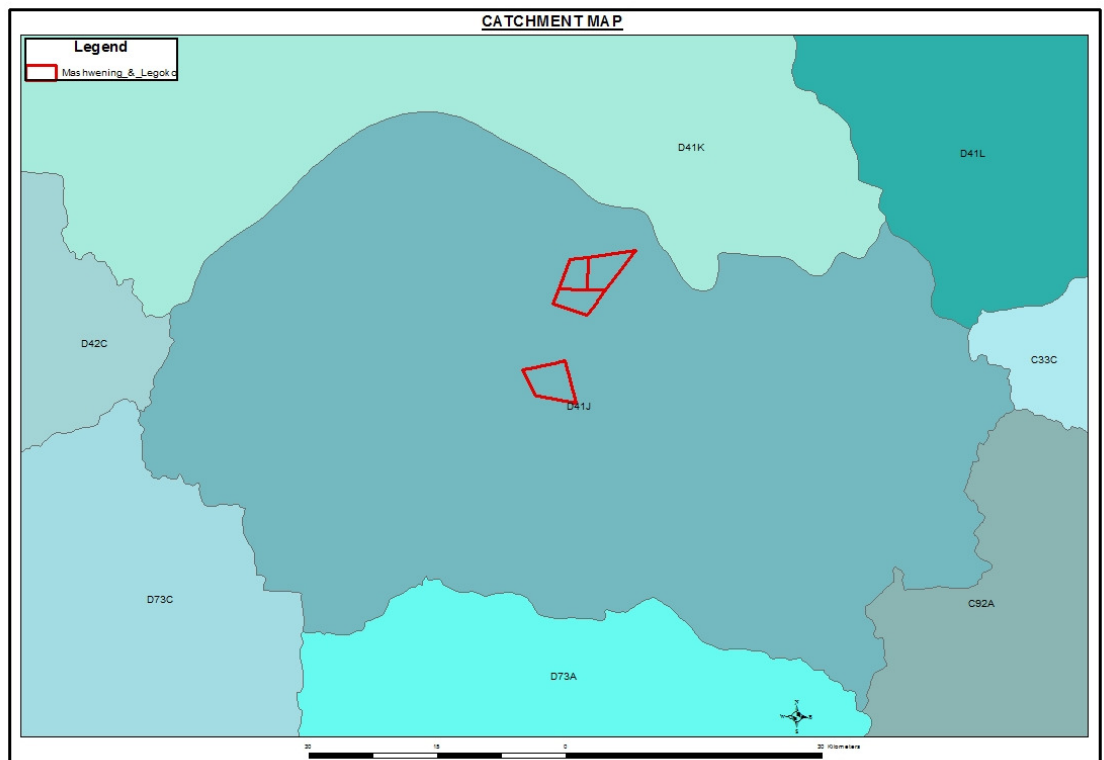 CATCHMENT MAP
Legend
Mashwening_&_Legoko
D41K
D41L
D42C
C33C
D41J
D73C
C92A
D73A
N
W E
S
30 15 0 30 Kilometers